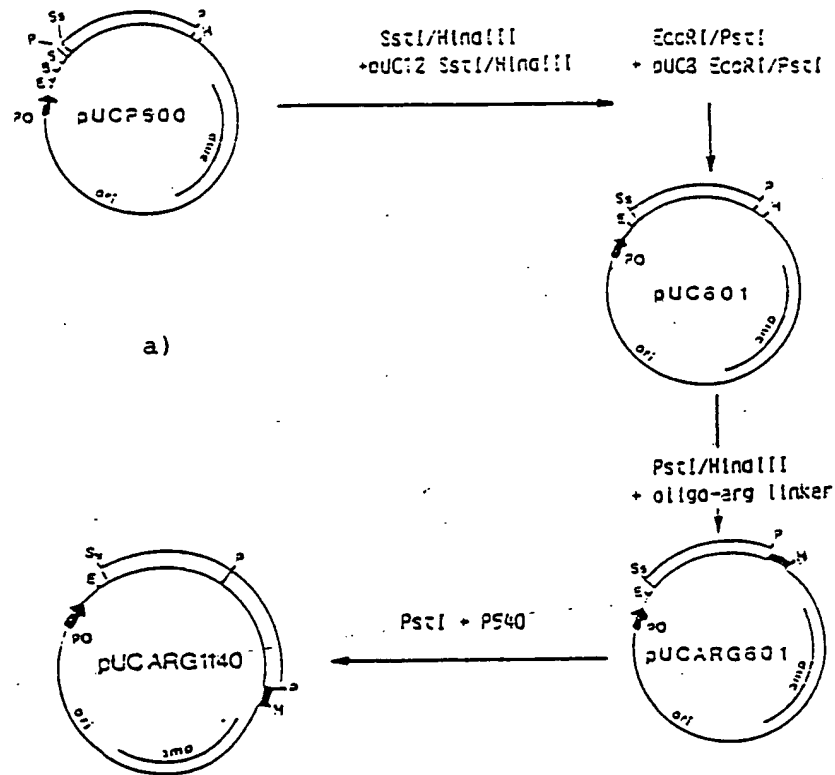 Ss
P
P
H
S
B
E
PO
pUCP500
amp
ori
SstI/HindIII
+pUC12 SstI/HindIII
EcoRI/PstI
+ pUC8 EcoRI/PstI
Ss
P
H
E
PO
pUC601
amp
ori
a)
PstI/HindIII
+ oligo-arg linker
Ss
P
H
E
PO
pUCARG601
amp
ori
PstI + P540
Ss
P
E
PO
pUCARG1140
P
H
ori
amp